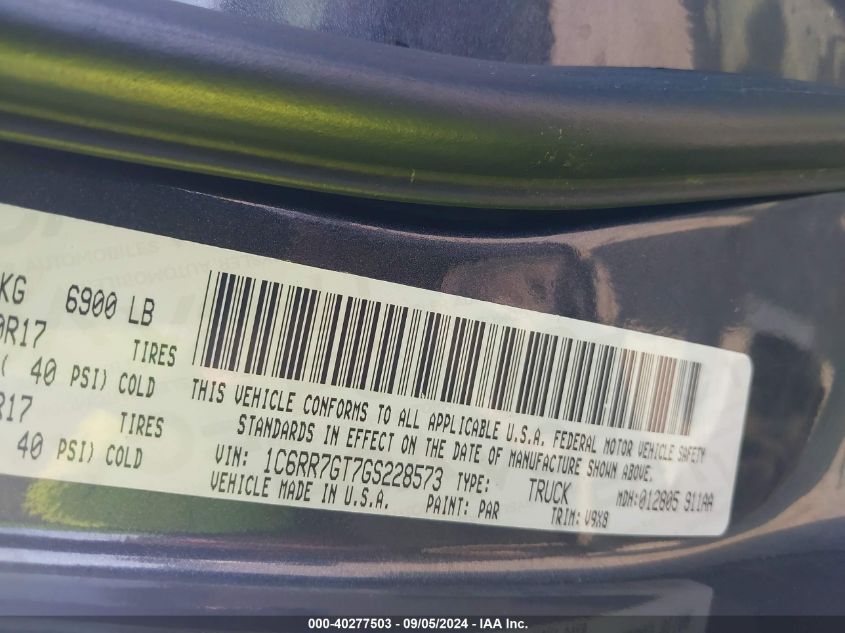 KG 6900 LB
0R17 TIRES
( 40 PSI) COLD
R17 TIRES
40 PSI) COLD
THIS VEHICLE CONFORMS TO ALL APPLICABLE U.S.A. FEDERAL MOTOR VEHICLE SAFETY
STANDARDS IN EFFECT ON THE DATE OF MANUFACTURE SHOWN ABOVE.
VIN: 1C6RR7GT7GS228573 TYPE: TRUCK MDH:012805 911AA
VEHICLE MADE IN U.S.A. PAINT: PAR TRIM: V9X8
000-40277503 - 09/05/2024 - IAA Inc.